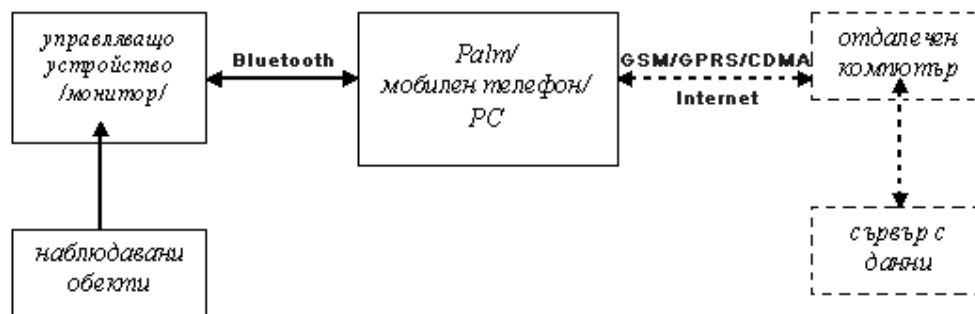 управляващо
устройство
/монитор/
Bluetooth
Palm/
мобилен телефон/
PC
GSM/GPRS/CDMA
Internet
отдалечен
компютър
наблюдавани
обекти
сървър с
данни